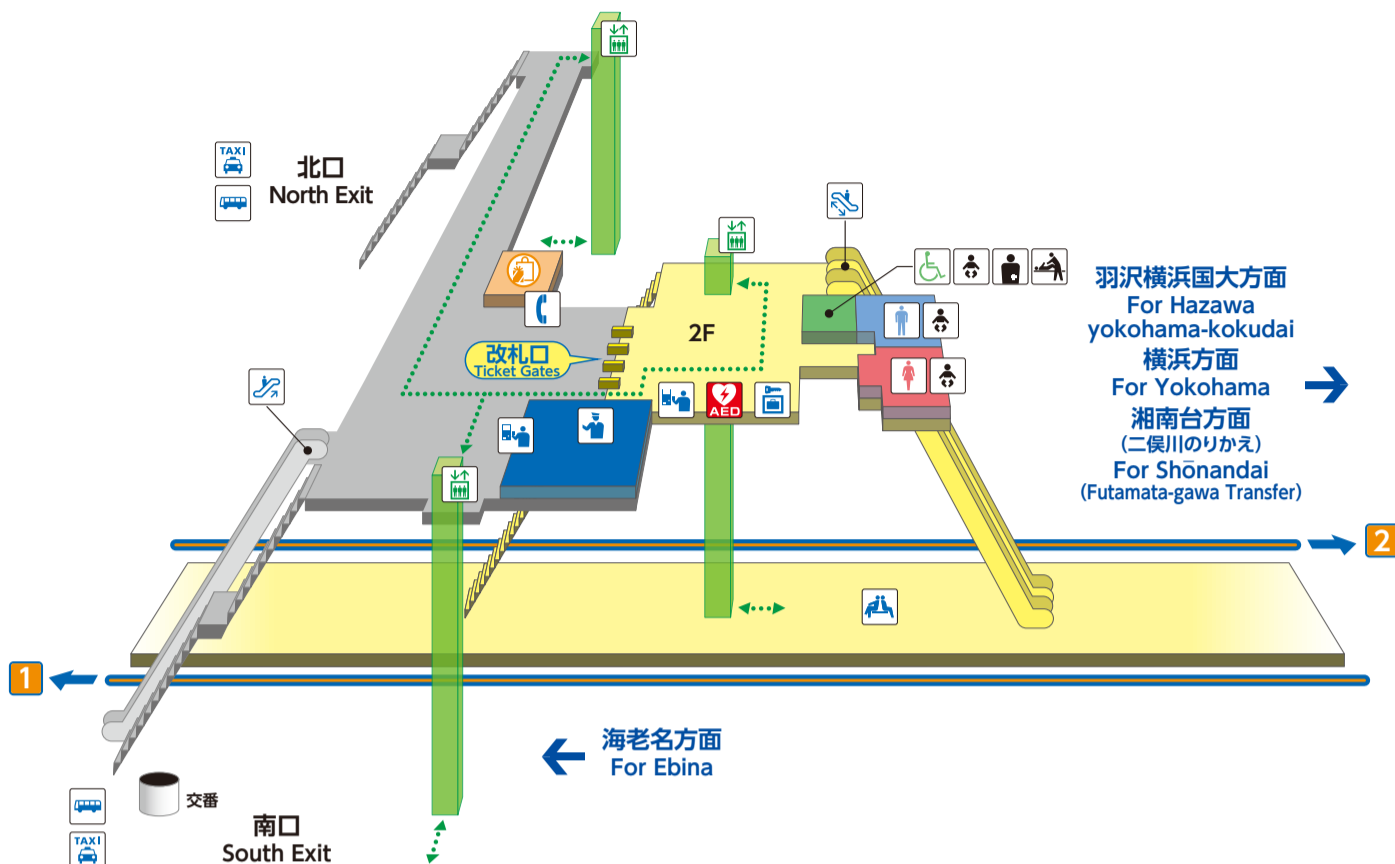 TAXI
北口
North Exit
2F
改札口
Ticket Gates
AED
羽沢横浜国大方面
For Hazawa
yokohama-kokudai
横浜方面
For Yokohama
湘南台方面
(二俣川のりかえ)
For Shōnandai
(Futamata-gawa Transfer)
2
1
海老名方面
For Ebina
交番
TAXI
南口
South Exit